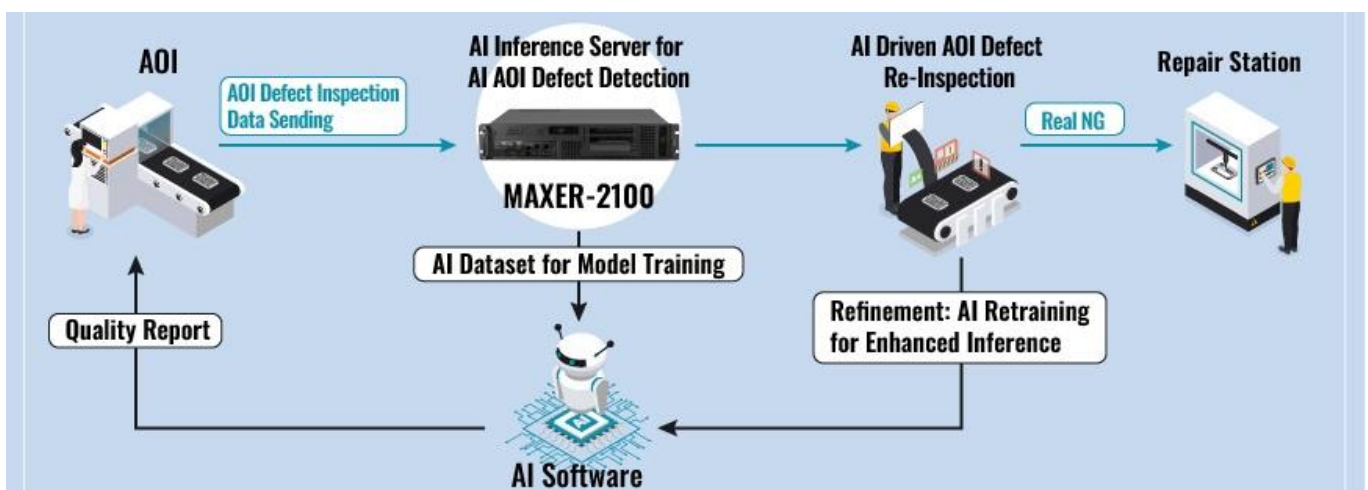 AOI
AI Inference Server for
AI AOI Defect Detection
AI Driven AOI Defect
Re-Inspection
Repair Station
AOI Defect Inspection
Data Sending
Real NG
MAXER-2100
AI Dataset for Model Training
Quality Report
Refinement: AI Retraining
for Enhanced Inference
AI
AI Software